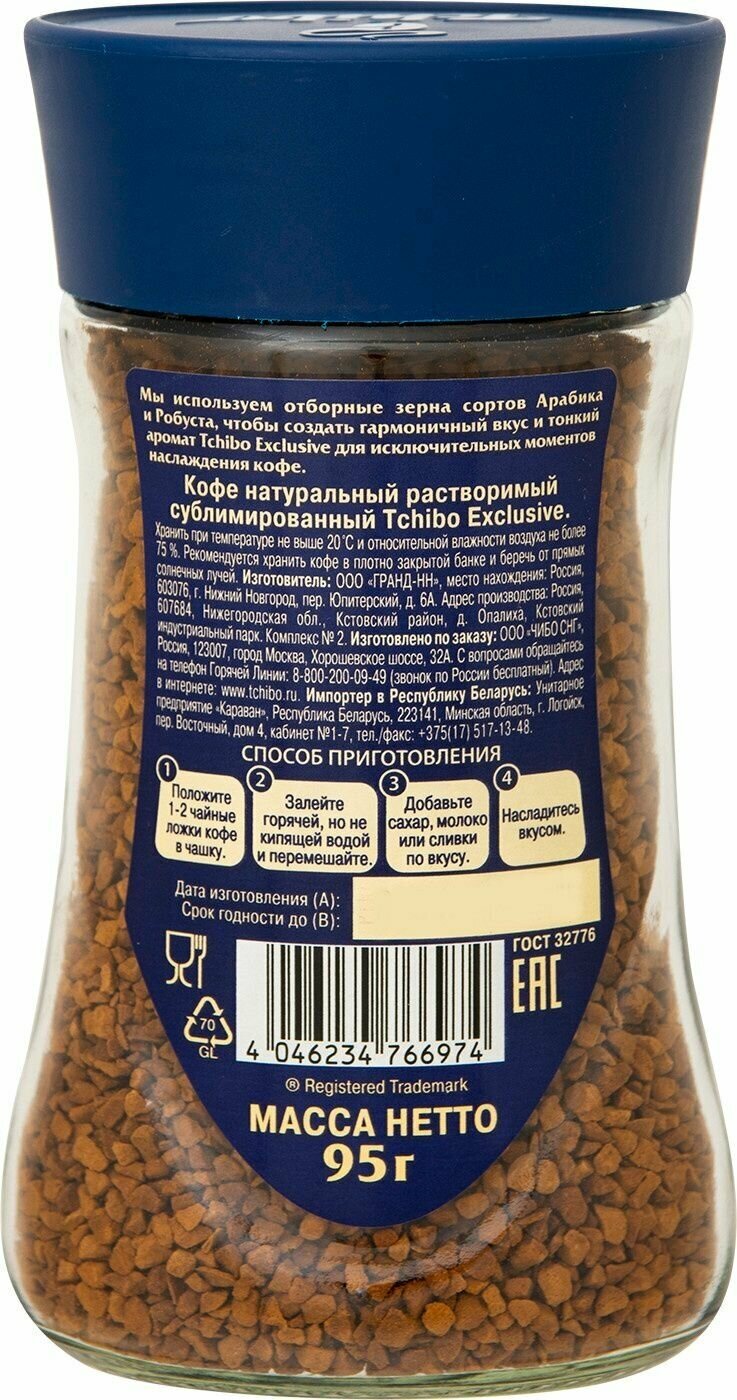 Мы используем отборные зерна сортов Арабика
и Робуста, чтобы создать гармоничный вкус и тонкий
аромат Tchibo Exclusive для исключительных моментов
наслаждения кофе.
Кофе натуральный растворимый
сублимированный Tchibo Exclusive.
Хранить при температуре не выше 20°С и относительной влажности воздуха не более
75 %. Рекомендуется хранить кофе в плотно закрытой банке и беречь от прямых
солнечных лучей. Изготовитель: ООО «ГРАНД-НН», место нахождения: Россия,
603076, г. Нижний Новгород, пер. Юпитерский, д. 6А. Адрес производства: Россия,
607684, Нижегородская обл., Кстовский район, д. Опалиха, Кстовский
индустриальный парк. Комплекс № 2. Изготовлено по заказу: ООО «ЧИБО СНГ»,
Россия, 123007, город Москва, Хорошевское шоссе, 32А. С вопросами обращайтесь
на телефон Горячей Линии: 8-800-200-09-49 (звонок по России бесплатный). Адрес
в интернете: www.tchibo.ru. Импортер в Республику Беларусь: Унитарное
предприятие «Караван», Республика Беларусь, 223141, Минская область, г. Логойск,
пер. Восточный, дом 4, кабинет №1-7, тел./факс: +375(17) 517-13-48.
СПОСОБ ПРИГОТОВЛЕНИЯ
1
Положите
1-2 чайные
ложки кофе
в чашку.
2
Залейте
горячей, но не
кипящей водой
и перемешайте.
3
Добавьте
сахар, молоко
или сливки
по вкусу.
4
Насладитесь
вкусом.
Дата изготовления (А):
Срок годности до (В):
ГОСТ 32776
EAC
70
GL
4 046234 766974
® Registered Trademark
МАССА НЕТТО
95г